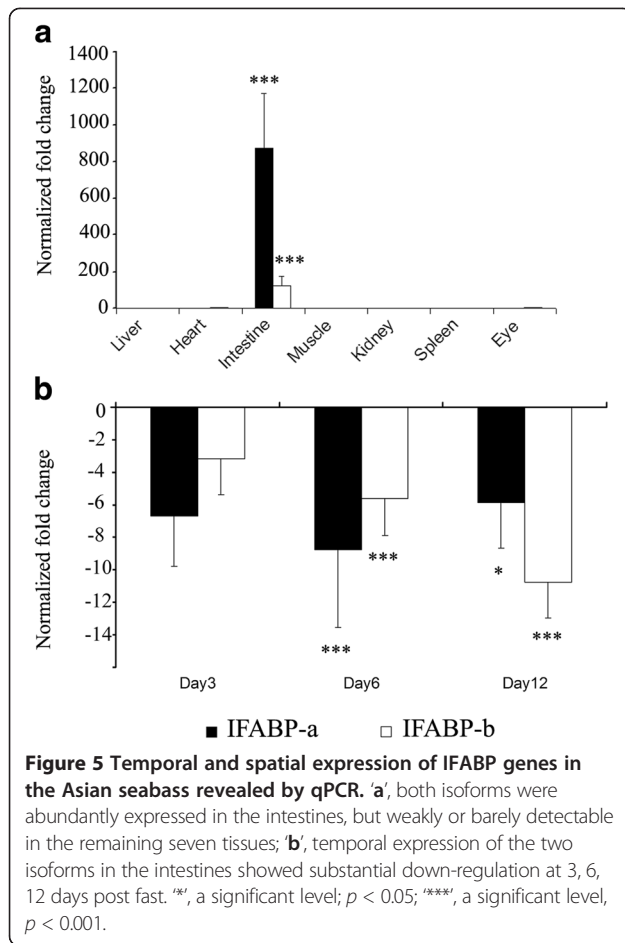 a
1400
1200
1000
800
600
400
200
0
Normalized fold change
***
***
Liver
Heart
Intestine
Muscle
Kidney
Spleen
Eye
b
0
-2
-4
-6
-8
-10
-12
-14
Normalized fold change
***
***
*
***
Day3 Day6 Day12
IFABP-a IFABP-b
Figure 5 Temporal and spatial expression of IFABP genes in
the Asian seabass revealed by qPCR. ‘a’, both isoforms were
abundantly expressed in the intestines, but weakly or barely detectable
in the remaining seven tissues; ‘b’, temporal expression of the two
isoforms in the intestines showed substantial down-regulation at 3, 6,
12 days post fast. ‘*’, a significant level; p < 0.05; ‘***’, a significant level,
p < 0.001.